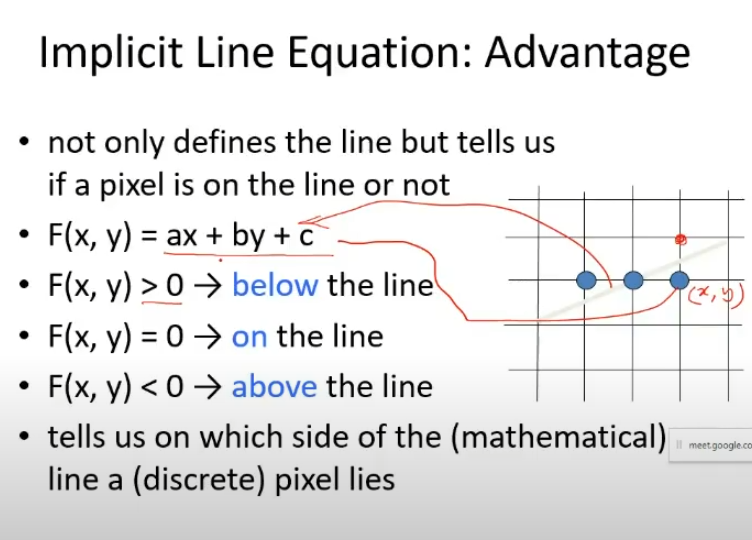 Implicit Line Equation: Advantage
• not only defines the line but tells us
if a pixel is on the line or not
• F(x, y) = ax + by + c
• F(x, y) > 0 → below the line
(x, y)
• F(x, y) = 0 → on the line
• F(x, y) < 0 → above the line
• tells us on which side of the (mathematical)
meet.google.co
line a (discrete) pixel lies